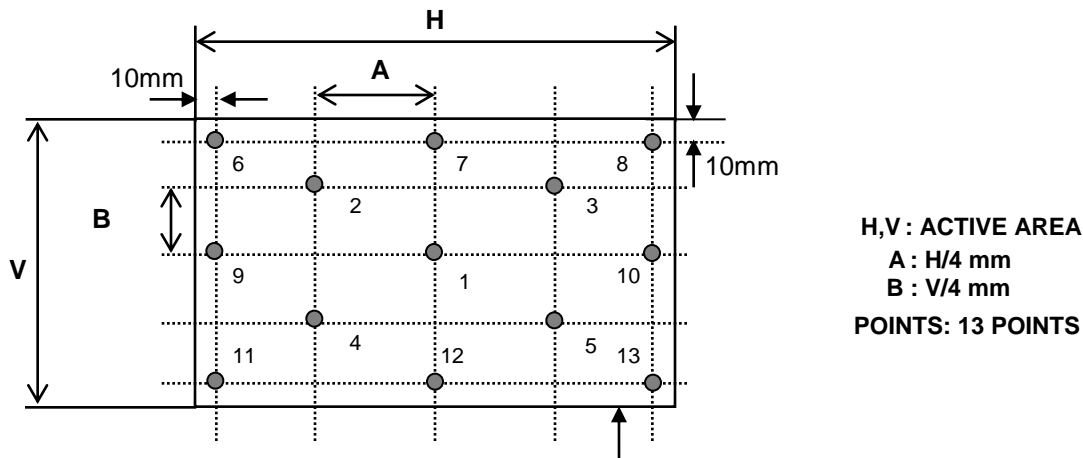 H
A
10mm
6
7
8
10mm
2
3
B
H,V : ACTIVE AREA
V
9
1
10
A : H/4 mm
B : V/4 mm
POINTS: 13 POINTS
4
5
11
12
13